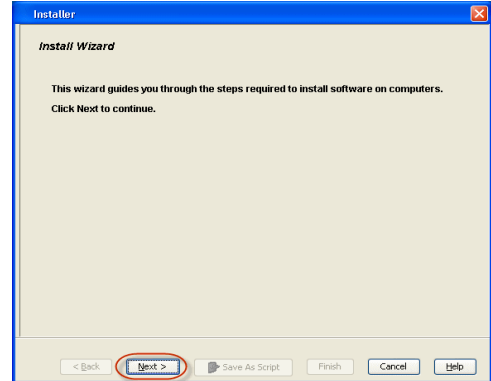 Installer
Install Wizard
This wizard guides you through the steps required to install software on computers.
Click Next to continue.
< Back Next > Save As Script Finish Cancel Help